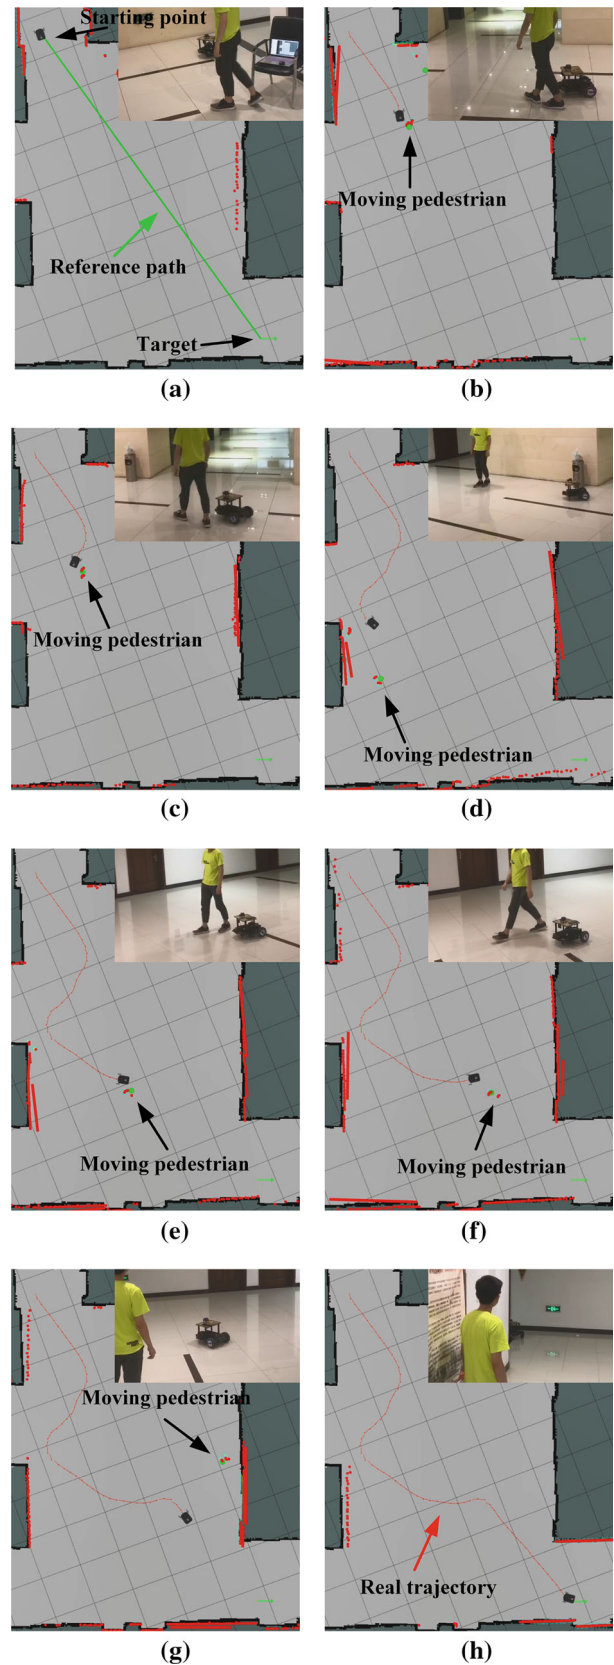 Starting point
Reference path
Target
(a)
Moving pedestrian
(b)
Moving pedestrian
(c)
Moving pedestrian
(d)
Moving pedestrian
(e)
Moving pedestrian
(f)
Moving pedestrian
(g)
Real trajectory
(h)